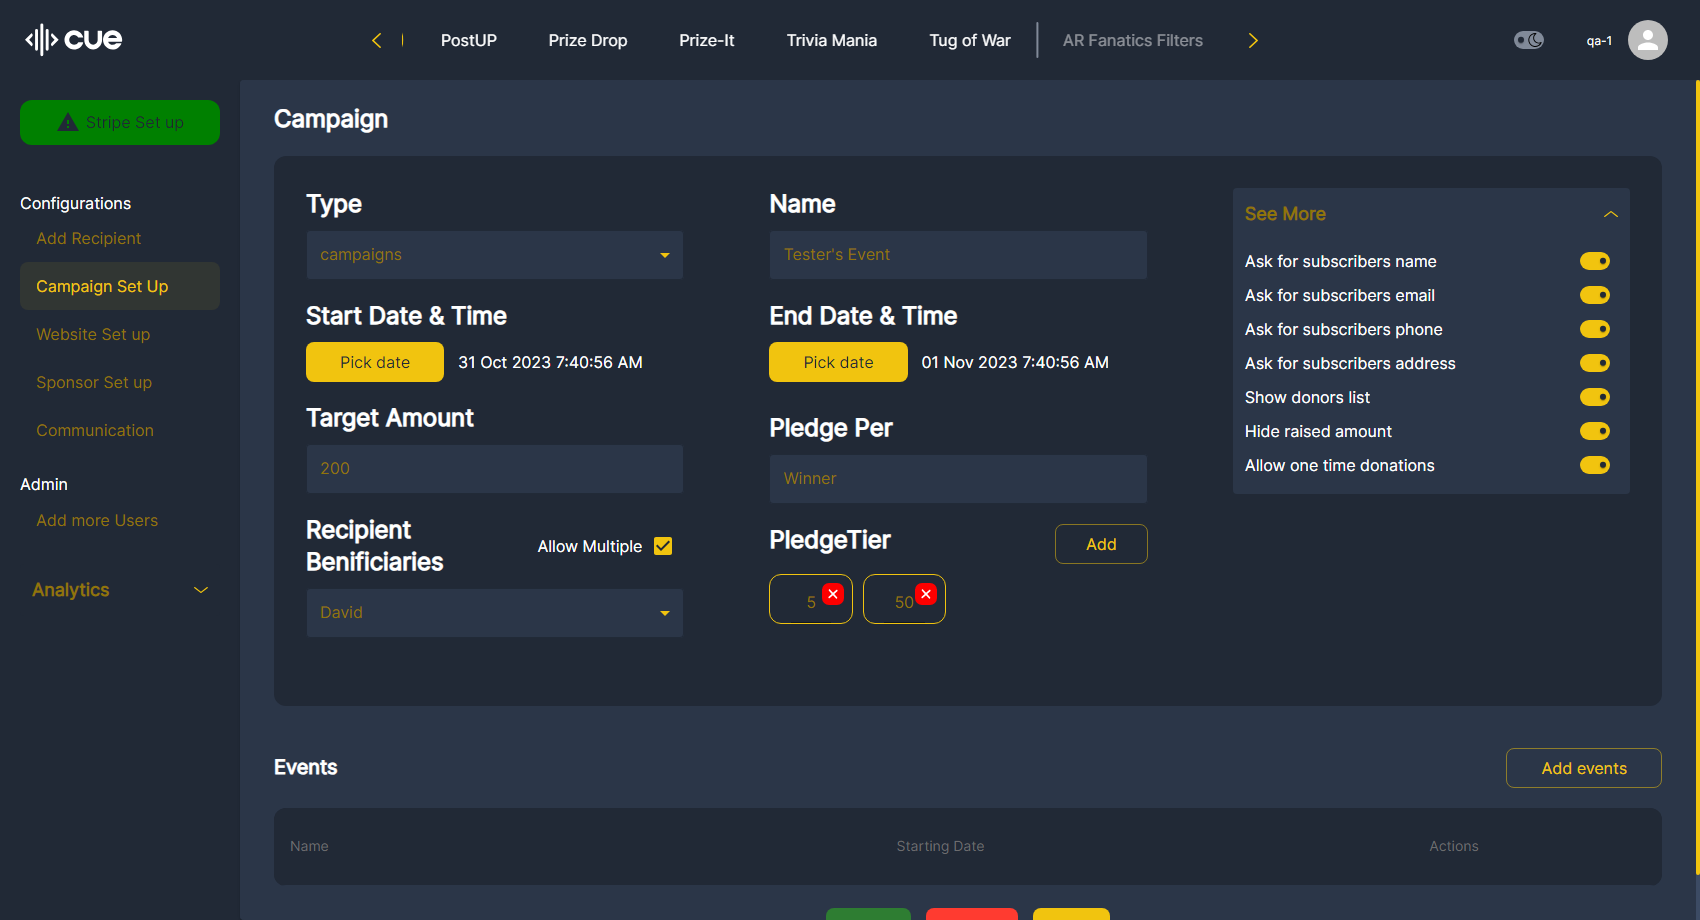 cue
PostUP
Prize Drop
Prize-It
Trivia Mania
Tug of War
AR Fanatics Filters
qa-1
Stripe Set up
Configurations
Add Recipient
Campaign Set Up
Website Set up
Sponsor Set up
Communication
Admin
Add more Users
Analytics
Campaign
Type
campaigns
Name
Tester's Event
Start Date & Time
Pick date 31 Oct 2023 7:40:56 AM
End Date & Time
Pick date 01 Nov 2023 7:40:56 AM
Target Amount
200
Pledge Per
Winner
Recipient
Benificiaries
Allow Multiple
David
PledgeTier
Add
5
50
See More
Ask for subscribers name
Ask for subscribers email
Ask for subscribers phone
Ask for subscribers address
Show donors list
Hide raised amount
Allow one time donations
Events
Add events
Name
Starting Date
Actions